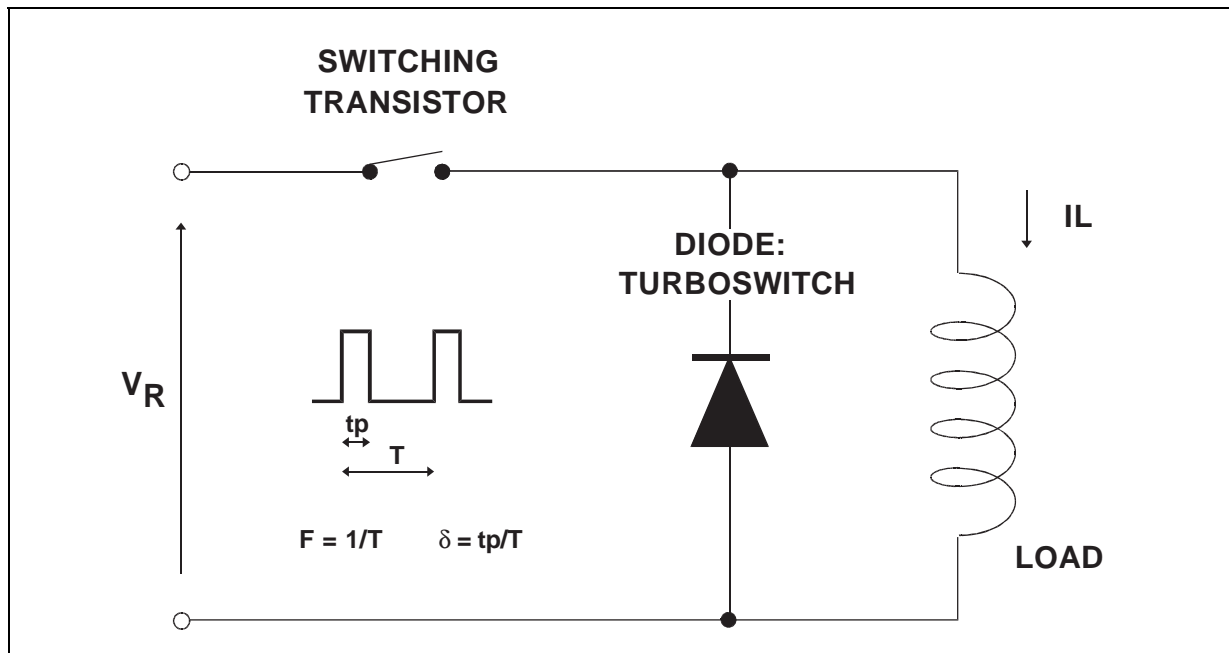 SWITCHING
TRANSISTOR
IL
DIODE:
TURBOSWITCH
VR
tp
T
F = 1/T δ = tp/T
LOAD